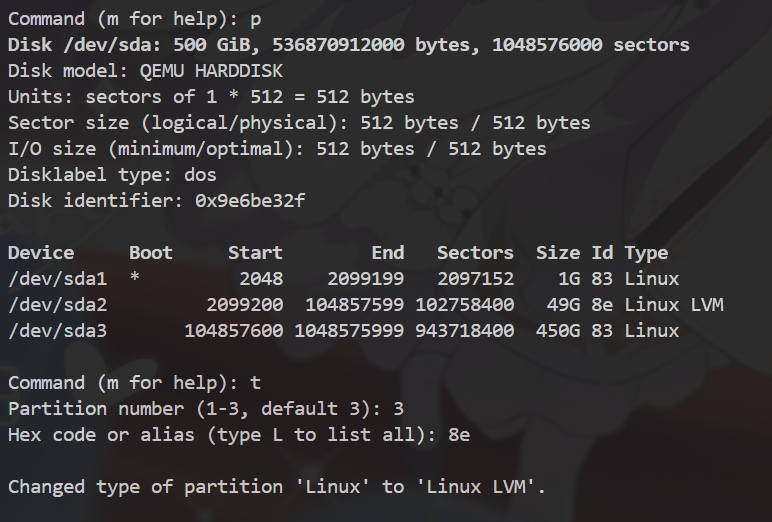 Command (m for help): p
Disk /dev/sda: 500 GiB, 536870912000 bytes, 1048576000 sectors
Disk model: QEMU HARDDISK
Units: sectors of 1 * 512 = 512 bytes
Sector size (logical/physical): 512 bytes / 512 bytes
I/O size (minimum/optimal): 512 bytes / 512 bytes
Disklabel type: dos
Disk identifier: 0x9e6be32f
Device     Boot     Start        End   Sectors  Size Id Type
/dev/sda1  *         2048    2099199   2097152    1G 83 Linux
/dev/sda2         2099200  104857599 102758400   49G 8e Linux LVM
/dev/sda3       104857600 1048575999 943718400  450G 83 Linux
Command (m for help): t
Partition number (1-3, default 3): 3
Hex code or alias (type L to list all): 8e
Changed type of partition 'Linux' to 'Linux LVM'.